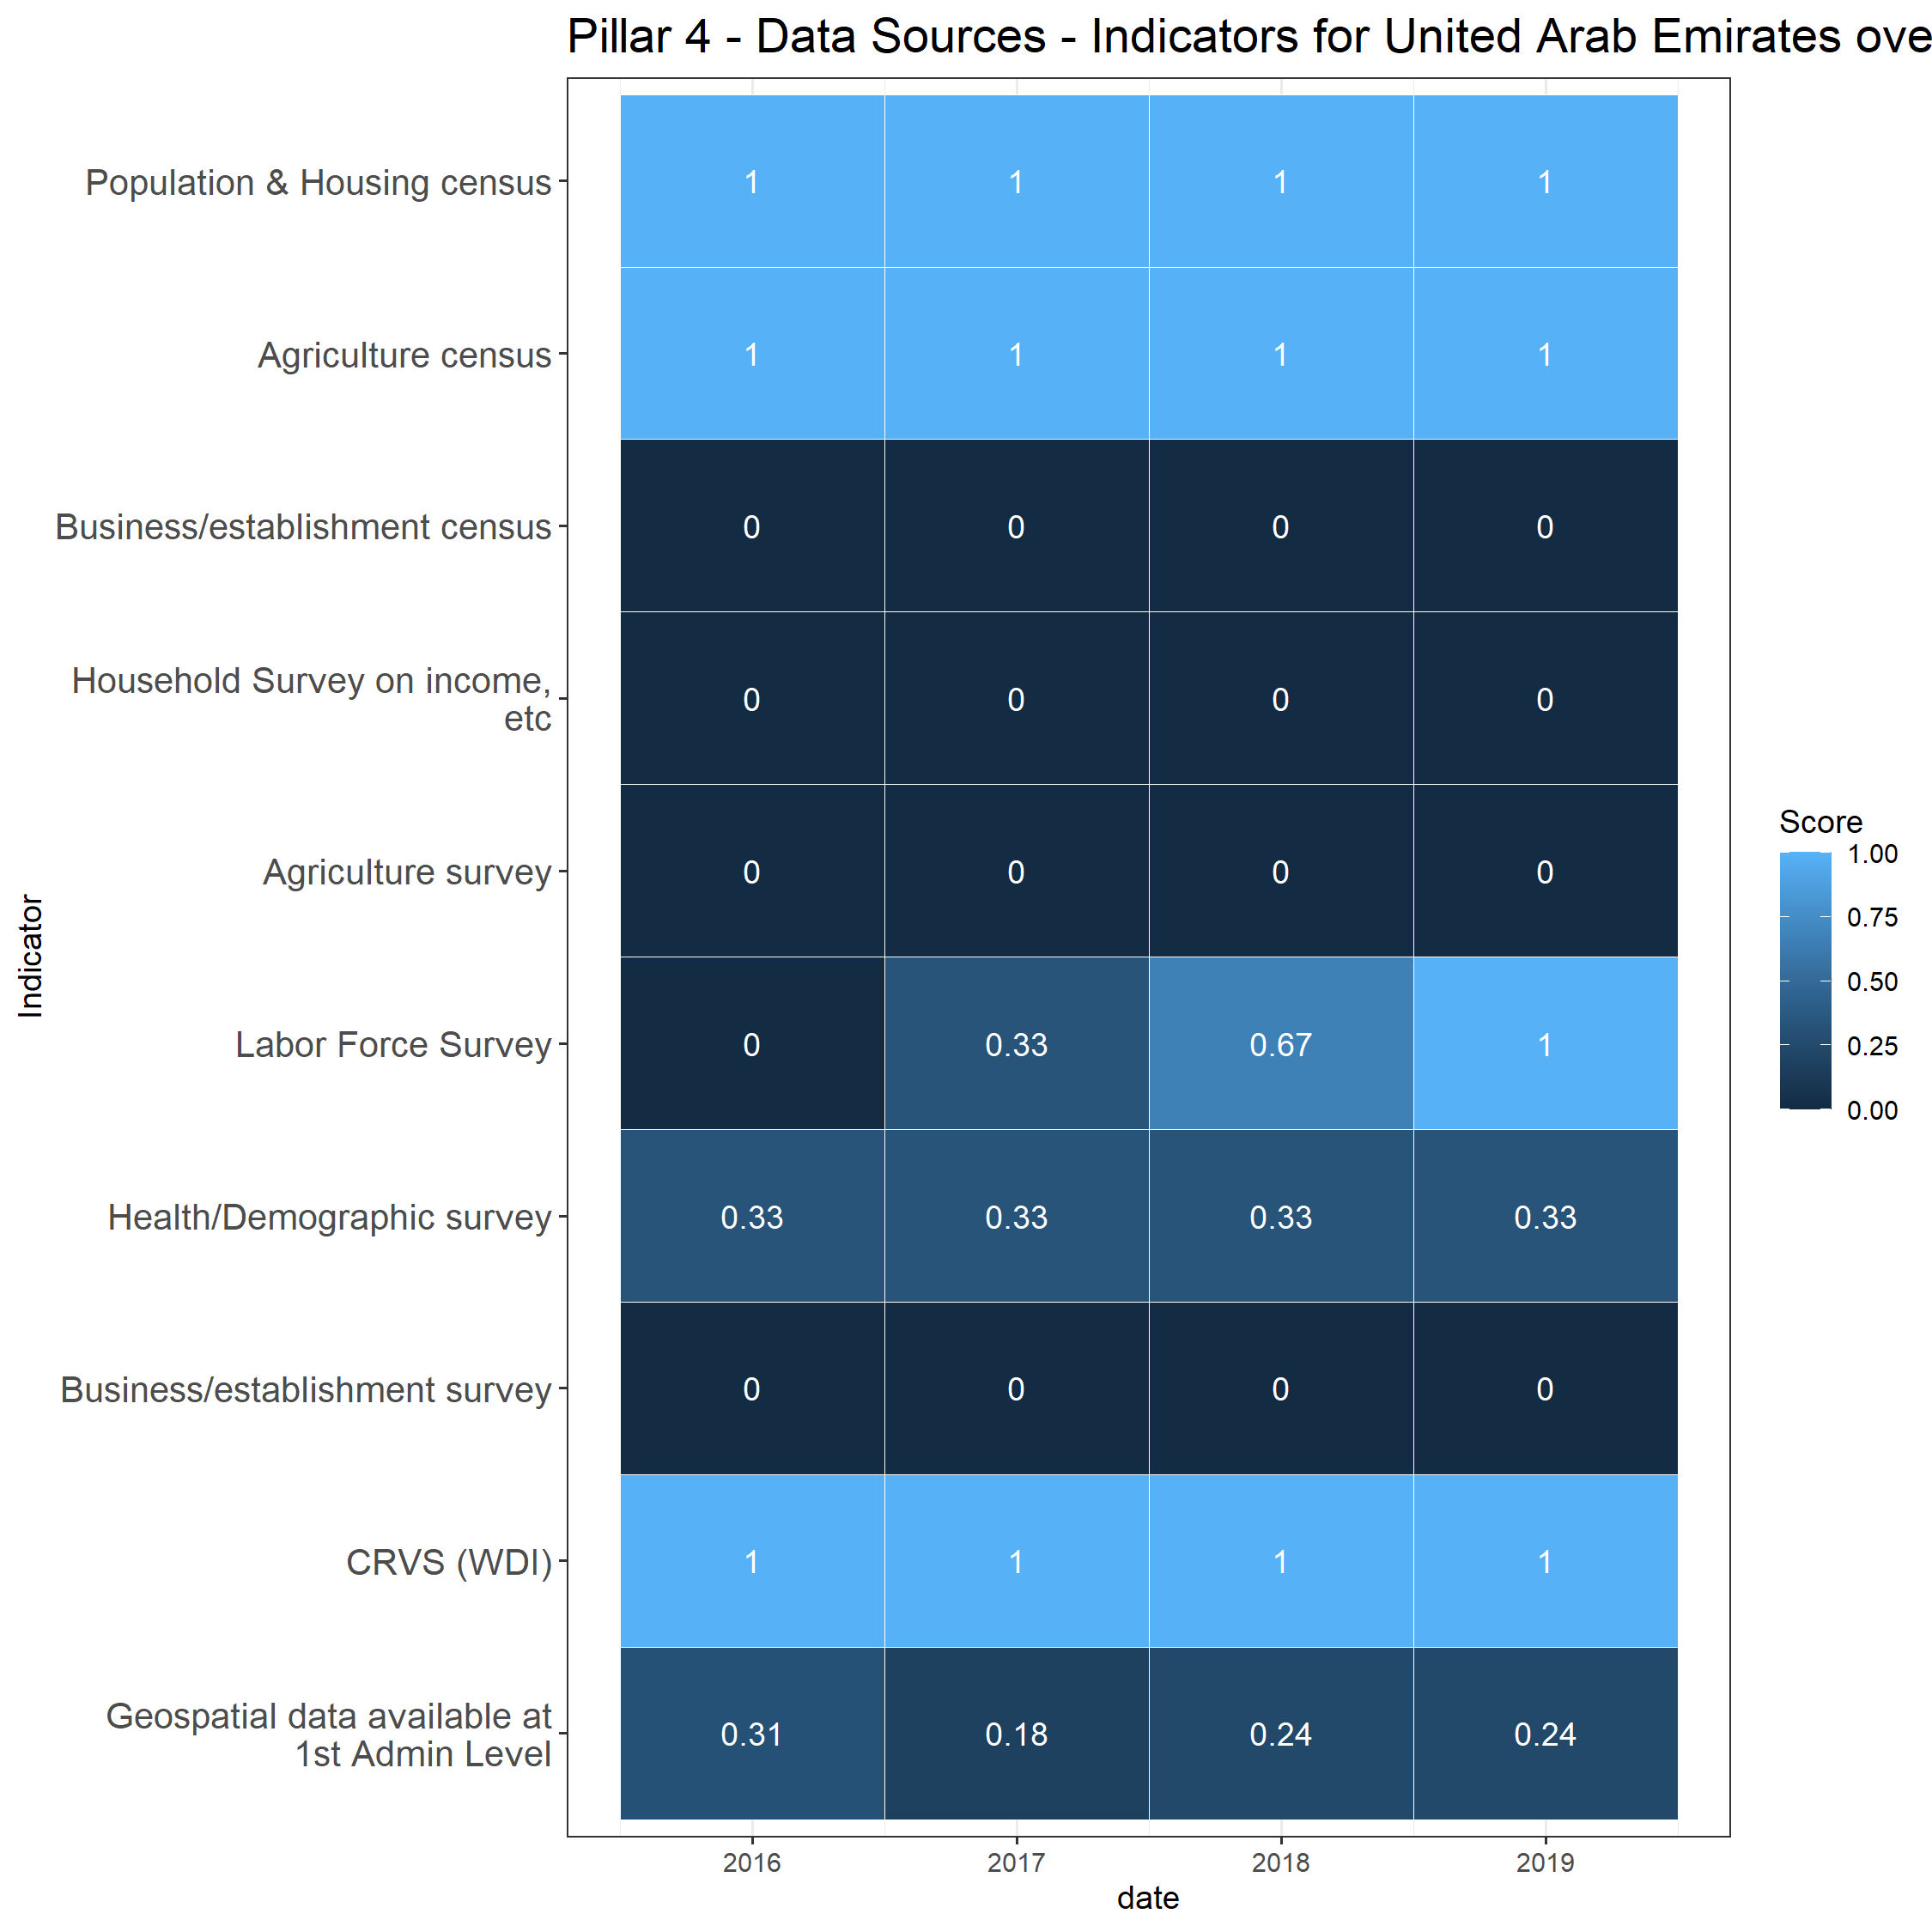 Pillar 4 - Data Sources - Indicators for United Arab Emirates ove
Population & Housing census
1 1 1 1
Agriculture census
1 1 1 1
Business/establishment census
0 0 0 0
Household Survey on income,
etc
0 0 0 0
Agriculture survey
0 0 0 0
Labor Force Survey
0 0.33 0.67 1
Health/Demographic survey
0.33 0.33 0.33 0.33
Business/establishment survey
0 0 0 0
CRVS (WDI)
1 1 1 1
Geospatial data available at
1st Admin Level
0.31 0.18 0.24 0.24
2016 2017 2018 2019
date
Indicator
Score
1.00
0.75
0.50
0.25
0.00